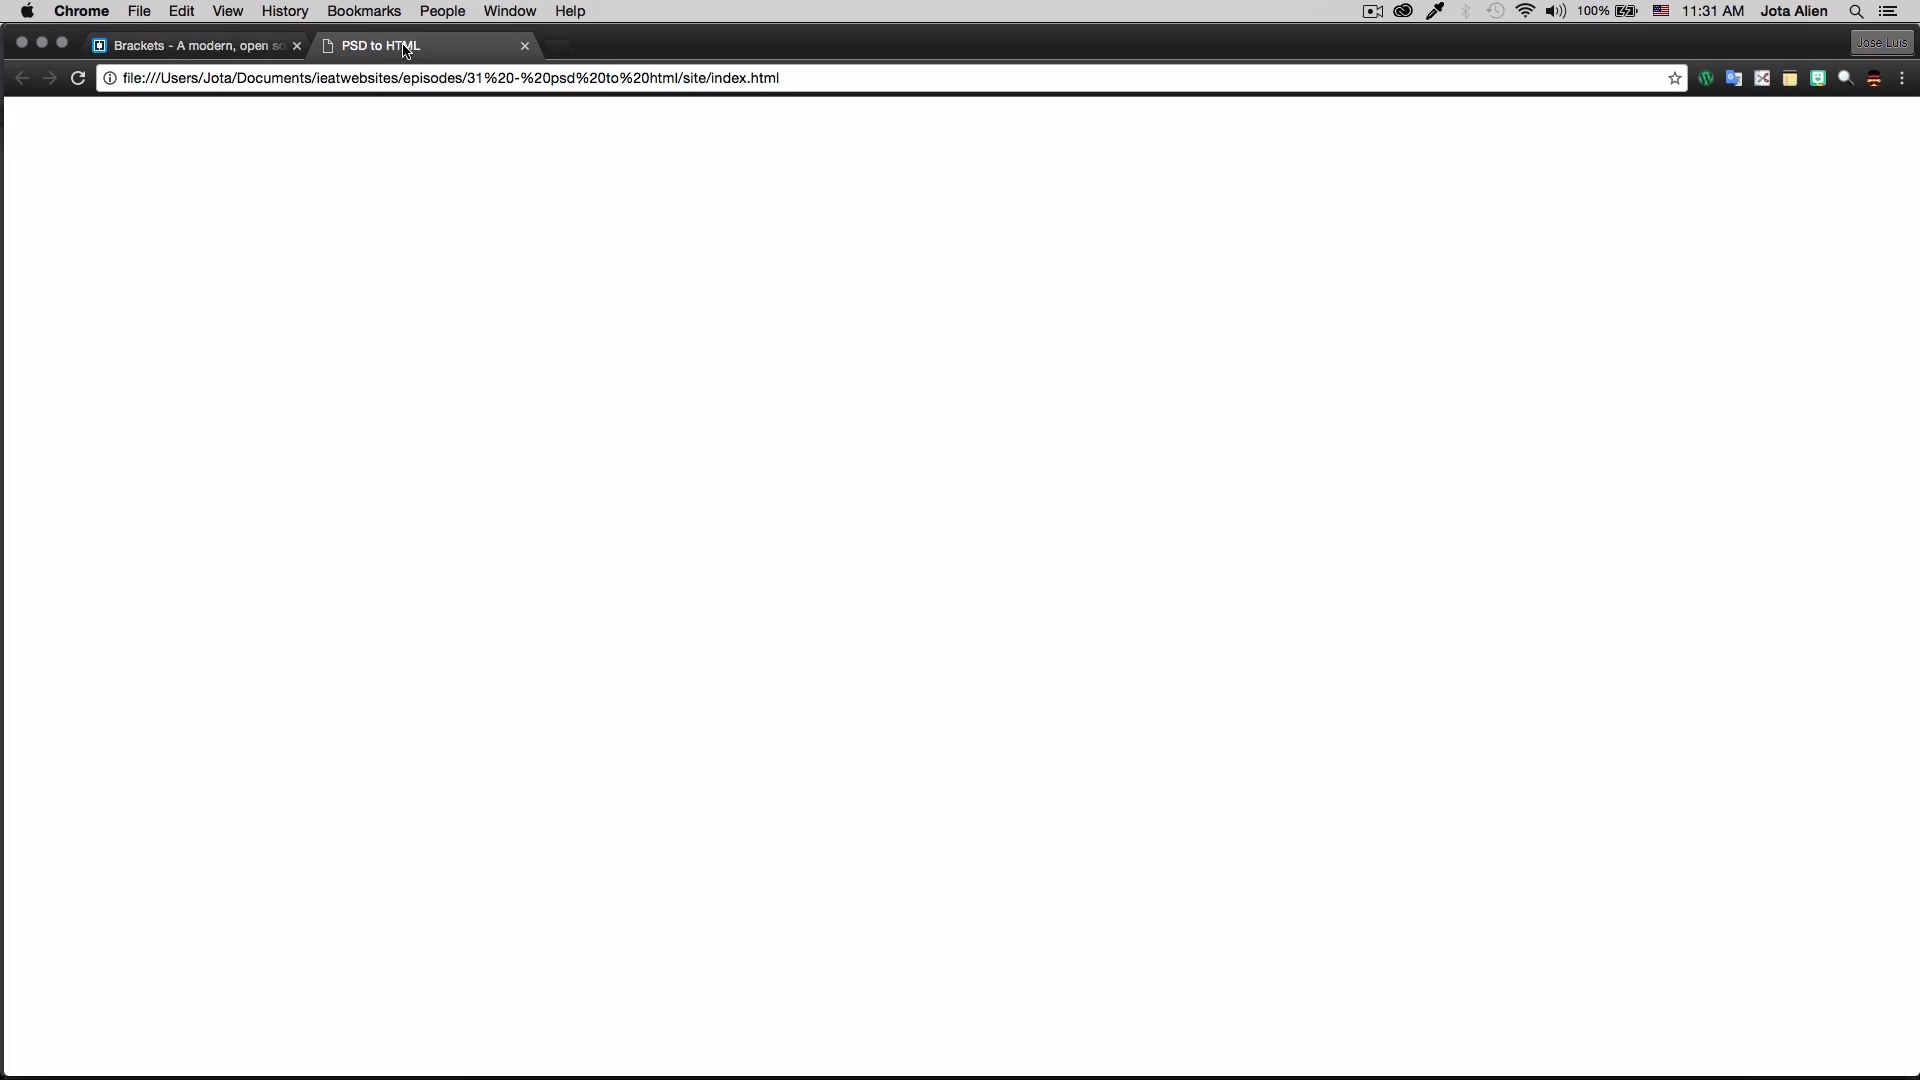 Chrome File Edit View History Bookmarks People Window Help 100% 11:31 AM Jota Alien
Brackets - A modern, open so PSD to HTML Jose Luis
file:///Users/Jota/Documents/ieatwebsites/episodes/31%20-%20psd%20to%20html/site/index.html